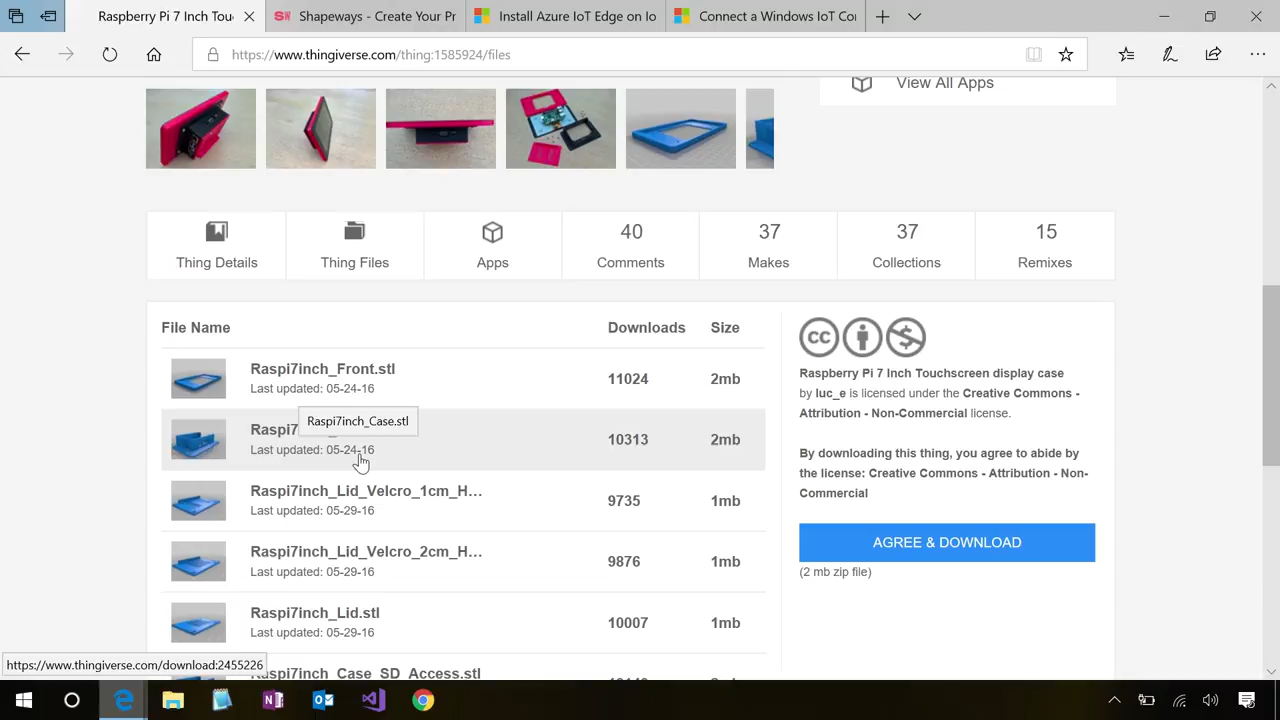 Raspberry Pi 7 Inch Tou
Shapeways - Create Your Pr
Install Azure IoT Edge on Io
Connect a Windows IoT Co
https://www.thingiverse.com/thing:1585924/files
View All Apps
Thing Details
Thing Files
Apps
40
Comments
37
Makes
37
Collections
15
Remixes
File Name Downloads Size
Raspi7inch_Front.stl
Last updated: 05-24-16
11024 2mb
Raspi7inch_Case.stl
Raspi7
Last updated: 05-24-16
10313 2mb
Raspi7inch_Lid_Velcro_1cm_H...
Last updated: 05-29-16
9735 1mb
Raspi7inch_Lid_Velcro_2cm_H...
Last updated: 05-29-16
9876 1mb
Raspi7inch_Lid.stl
Last updated: 05-29-16
10007 1mb
Raspi7inch_Case_SD_Access.stl
cc
Raspberry Pi 7 Inch Touchscreen display case
by luc_e is licensed under the Creative Commons -
Attribution - Non-Commercial license.
By downloading this thing, you agree to abide by
the license: Creative Commons - Attribution - Non-
Commercial
AGREE & DOWNLOAD
(2 mb zip file)
https://www.thingiverse.com/download:2455226